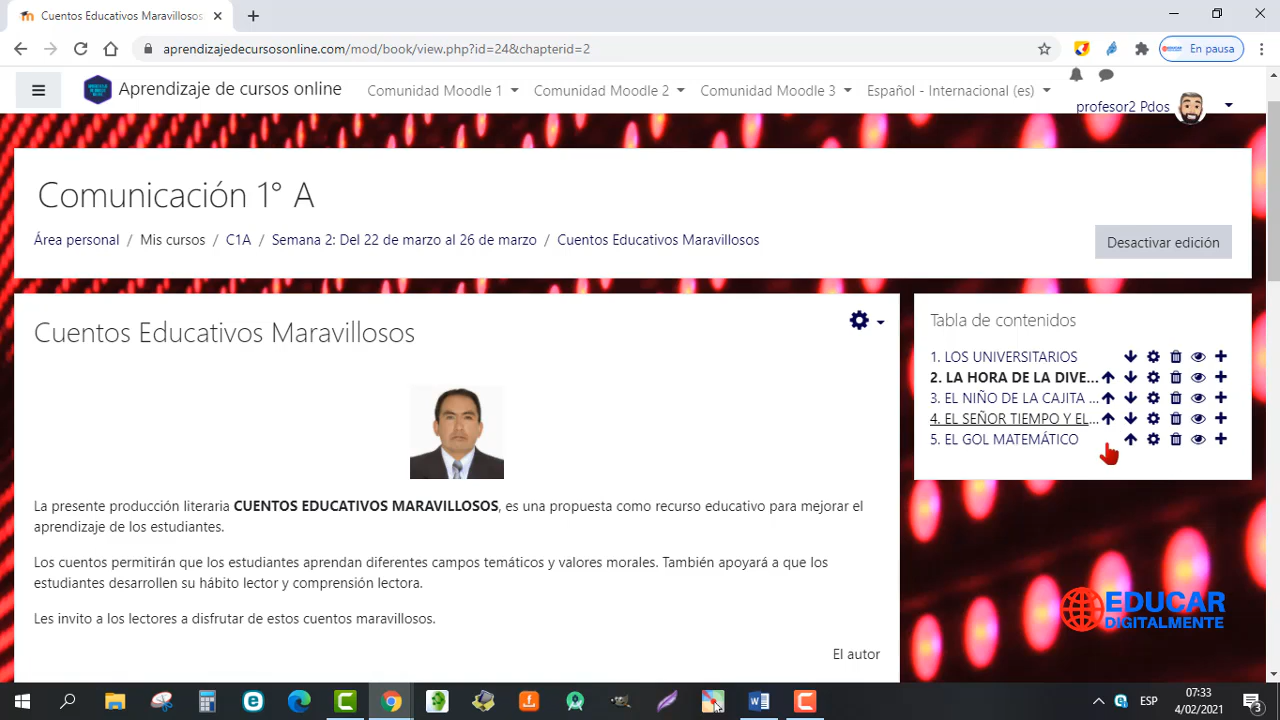 Cuentos Educativos Maravillosos
aprendizajedecursosonline.com/mod/book/view.php?id=24&chapterid=2
En pausa
Aprendizaje de cursos online
Comunidad Moodle 1
Comunidad Moodle 2
Comunidad Moodle 3
Español - Internacional (es)
profesor2 Pdos
Comunicación 1° A
Área personal / Mis cursos / C1A / Semana 2: Del 22 de marzo al 26 de marzo / Cuentos Educativos Maravillosos
Desactivar edición
Cuentos Educativos Maravillosos
La presente producción literaria CUENTOS EDUCATIVOS MARAVILLOSOS, es una propuesta como recurso educativo para mejorar el
aprendizaje de los estudiantes.
Los cuentos permitirán que los estudiantes aprendan diferentes campos temáticos y valores morales. También apoyará a que los
estudiantes desarrollen su hábito lector y comprensión lectora.
Les invito a los lectores a disfrutar de estos cuentos maravillosos.
El autor
Tabla de contenidos
1. LOS UNIVERSITARIOS
2. LA HORA DE LA DIVE...
3. EL NIÑO DE LA CAJITA ...
4. EL SEÑOR TIEMPO Y EL...
5. EL GOL MATEMÁTICO
EDUCAR
DIGITALMENTE
ESP
07:33
4/02/2021
3